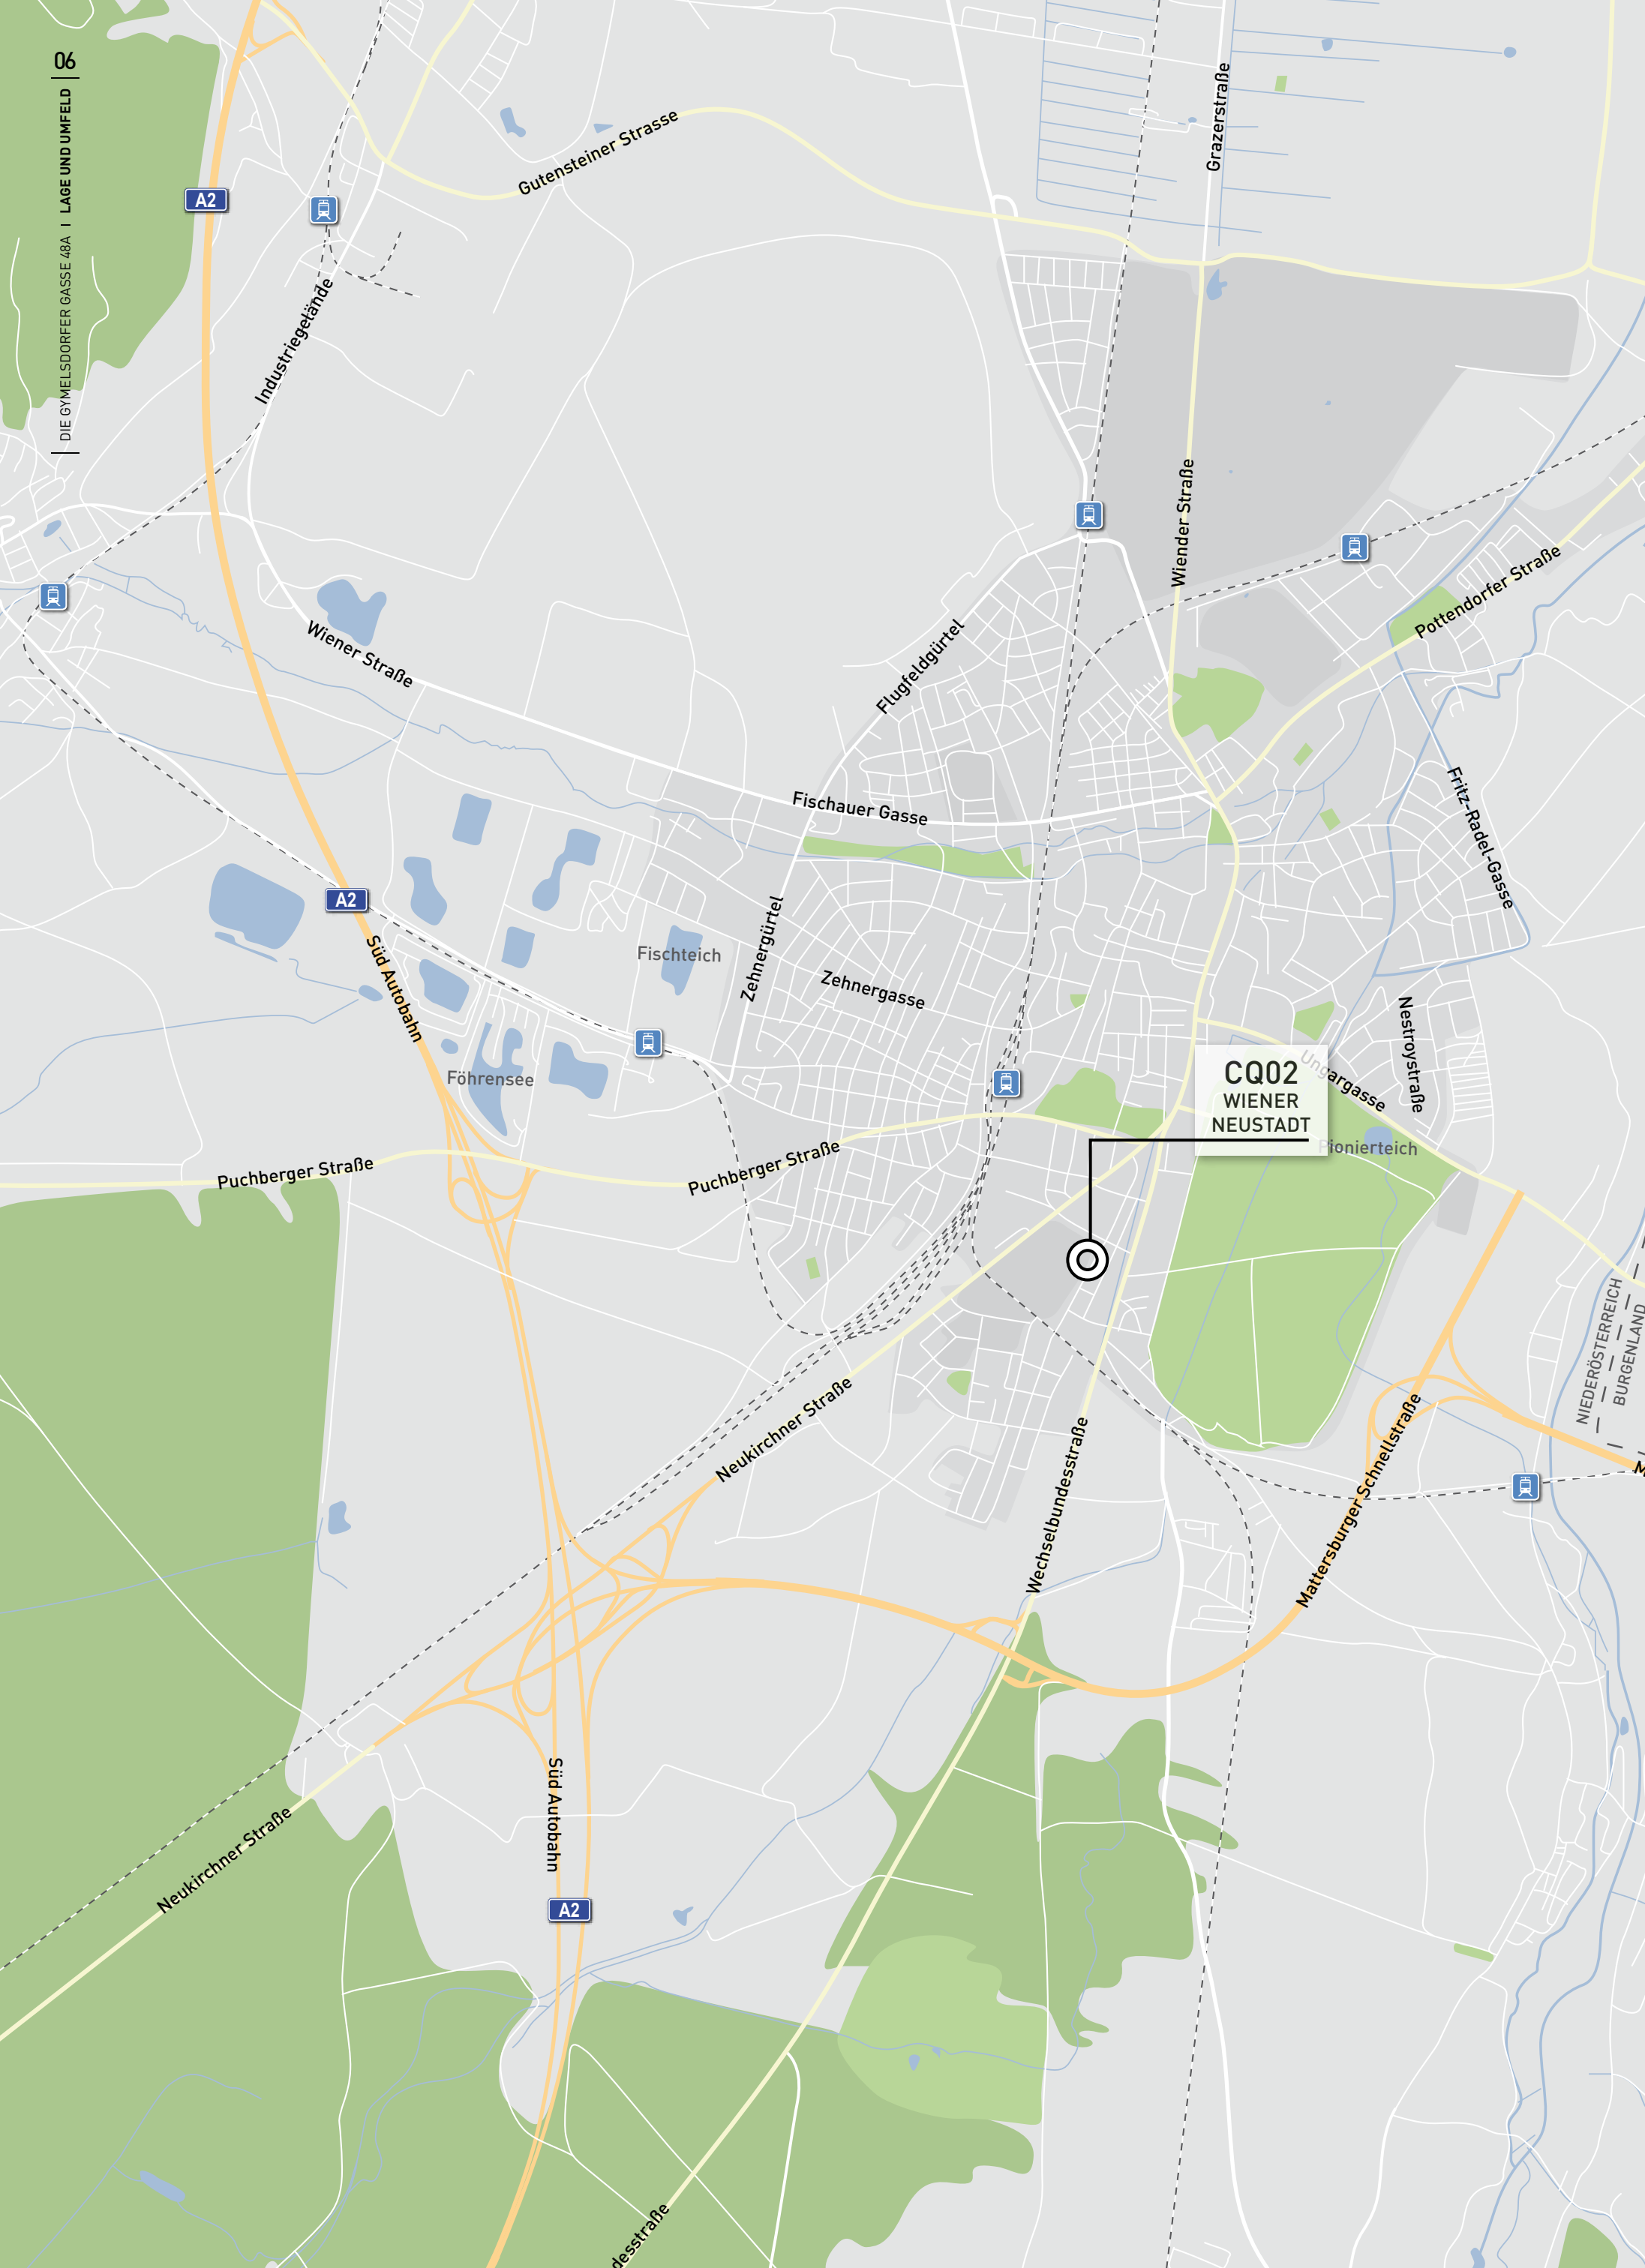 06
DIE GYMELSDORFER GASSE 48A I LAGE UND UMFELD
Gutensteiner Strasse
Grazerstraße
A2
Industriegelände
Wiender Straße
Pottendorfer Straße
Wiener Straße
Flugfeldgürtel
Fischauer Gasse
Fritz-Radel-Gasse
A2
Süd Autobahn
Fischteich
Zehnergürtel
Zehnergasse
Nestroystraße
Föhrensee
Ungargasse
CQ02
WIENER
NEUSTADT
Pionierteich
Puchberger Straße
Puchberger Straße
NIEDERÖSTERREICH
BURGENLAND
Neukirchner Straße
Wechselbundesstraße
Mattersburger Schnellstraße
M
Süd Autobahn
Neukirchner Straße
A2
desstraße